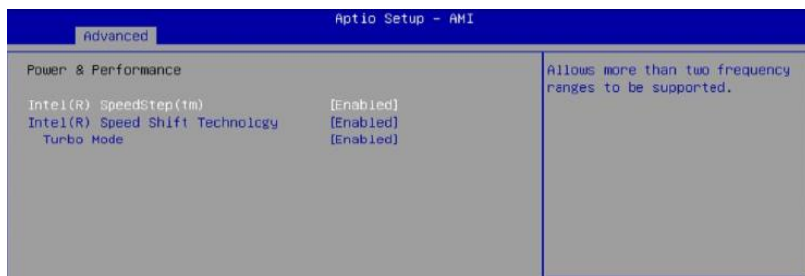 Aptio Setup - AMI
Advanced
Power & Performance
Intel(R) SpeedStep(tm) [Enabled]
Intel(R) Speed Shift Technology [Enabled]
Turbo Mode [Enabled]
Allows more than two frequency
ranges to be supported.